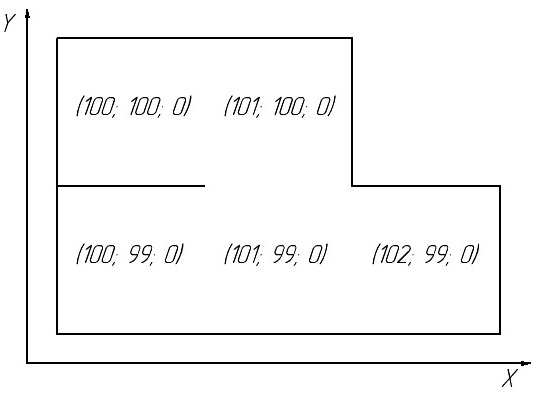 Y
(100; 100; 0) (101; 100; 0)
(100; 99; 0) (101; 99; 0) (102; 99; 0)
X